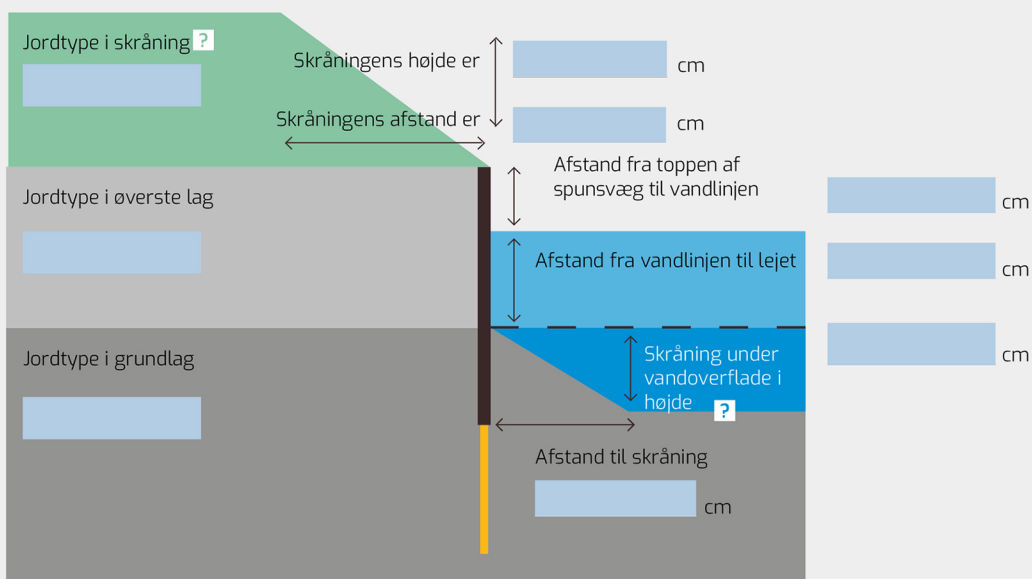 Jordtype i skråning ?
Skråningens højde er
cm
Skråningens afstand er
cm
Afstand fra toppen af
spunsvæg til vandlinjen
cm
Jordtype i øverste lag
Afstand fra vandlinjen til lejet
cm
Jordtype i grundlag
Skråning under
vandoverflade i
højde ?
cm
Afstand til skråning
cm